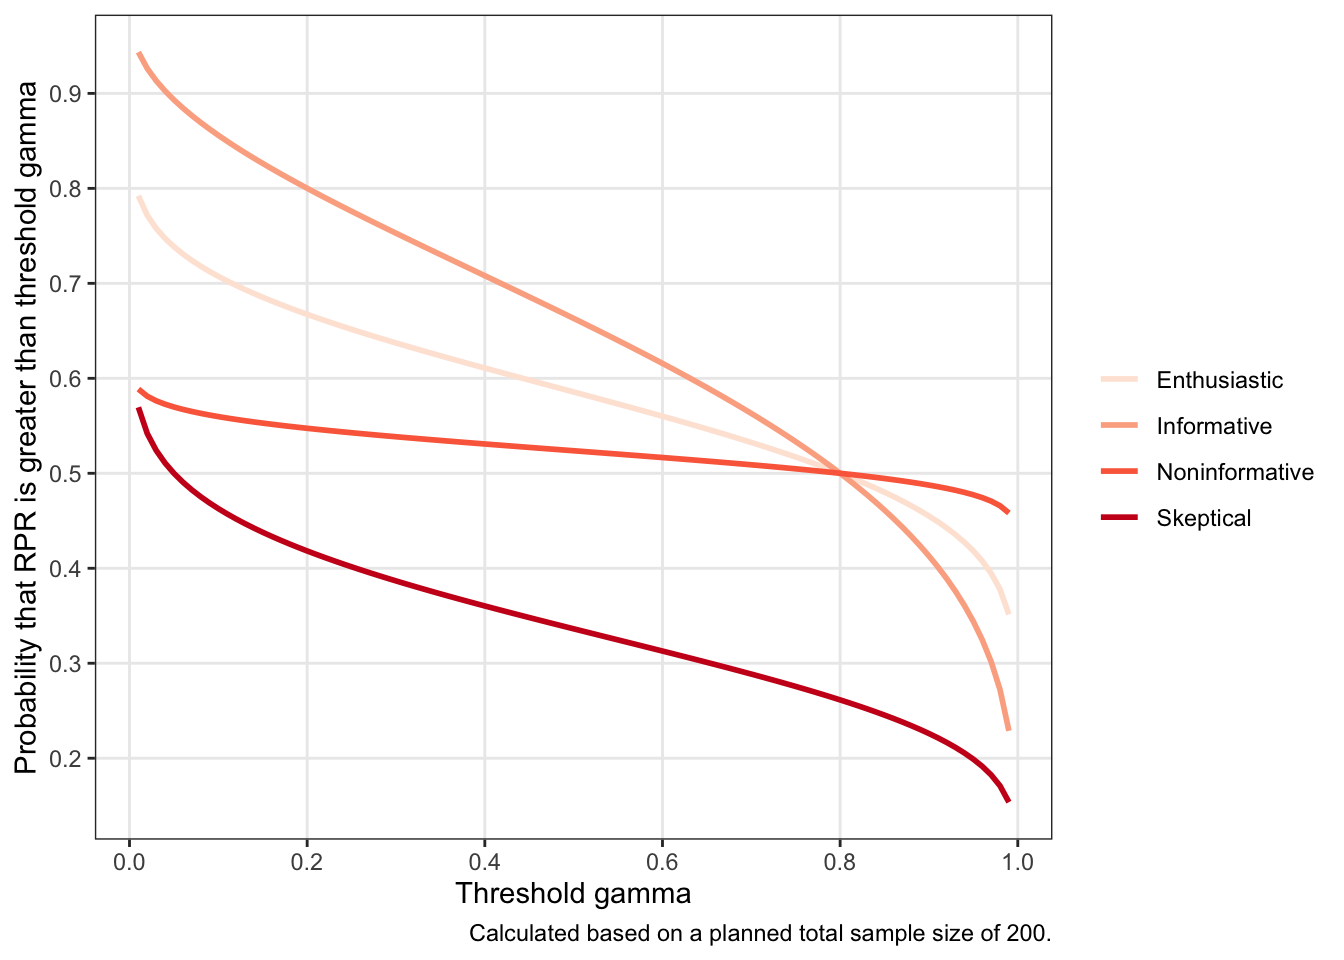 Probability that RPR is greater than threshold gamma
0.9
0.8
0.7
0.6
0.5
0.4
0.3
0.2
0.0 0.2 0.4 0.6 0.8 1.0
Threshold gamma
Calculated based on a planned total sample size of 200.
Enthusiastic
Informative
Noninformative
Skeptical